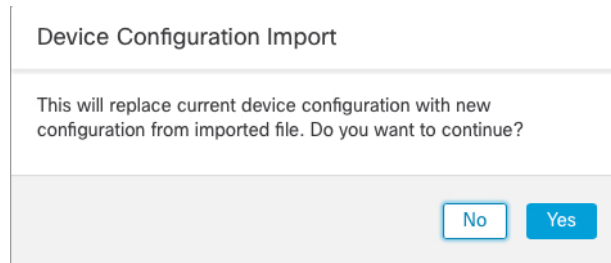 Device Configuration Import
This will replace current device configuration with new
configuration from imported file. Do you want to continue?
No
Yes